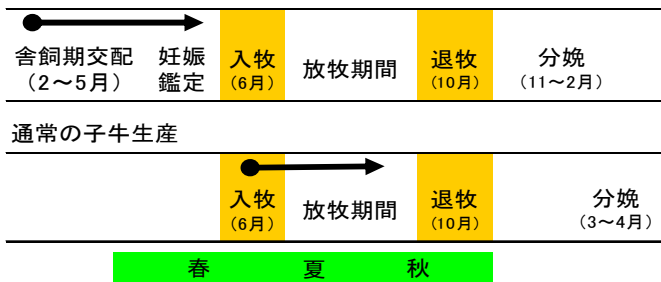 舎飼期交配 妊娠 入牧 放牧期間 退牧 分娩
(2~5月) 鑑定 (6月) (10月) (11~2月)
通常の子牛生産
入牧 放牧期間 退牧 分娩
(6月) (10月) (3~4月)
春 夏 秋